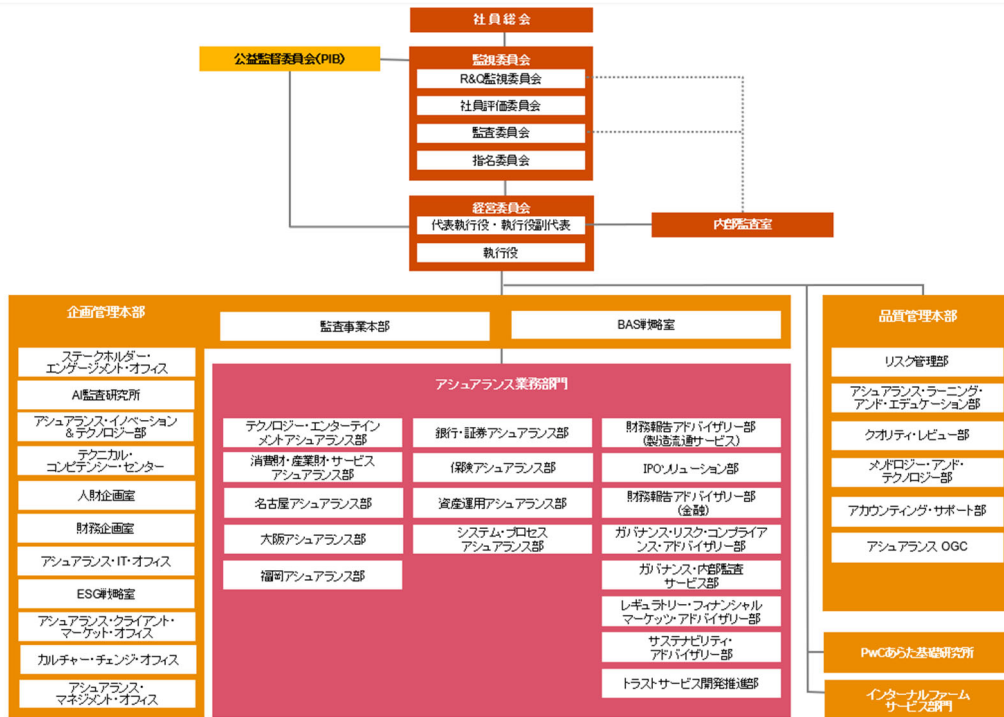 社員総会
公益監督委員会(PIB)
監視委員会
R&Q監視委員会
社員評価委員会
監査委員会
指名委員会
経営委員会
代表執行役・執行役副代表
執行役
内部監査室
企画管理本部
監査事業本部
BAS戦略室
ステークホルダー・
エンゲージメント・オフィス
AI監査研究所
アシュアランス・イノベーション
&テクノロジー部
テクニカル・
コンピテンシー・センター
人財企画室
財務企画室
アシュアランス・IT・オフィス
ESG戦略室
アシュアランス・クライアント・
マーケット・オフィス
カルチャー・チェンジ・オフィス
アシュアランス・
マネジメント・オフィス
アシュアランス業務部門
テクノロジー・エンターテイン
メントアシュアランス部
消費財・産業財・サービス
アシュアランス部
名古屋アシュアランス部
大阪アシュアランス部
福岡アシュアランス部
銀行・証券アシュアランス部
保険アシュアランス部
資産運用アシュアランス部
システム・プロセス
アシュアランス部
財務報告アドバイザリー部
(製造流通サービス)
IPOソリューション部
財務報告アドバイザリー部
(金融)
ガバナンス・リスク・コンプライア
ンス・アドバイザリー部
ガバナンス・内部監査
サービス部
レギュラトリー・フィナンシャル
マーケッツ・アドバイザリー部
サステナビリティ・
アドバイザリー部
トラストサービス開発推進部
品質管理本部
リスク管理部
アシュアランス・ラーニング・
アンド・エデュケーション部
クオリティ・レビュー部
メソドロジー・アンド・
テクノロジー部
アカウンティング・サポート部
アシュアランス OGC
PwCあらた基礎研究所
インターナルファーム
サービス部門